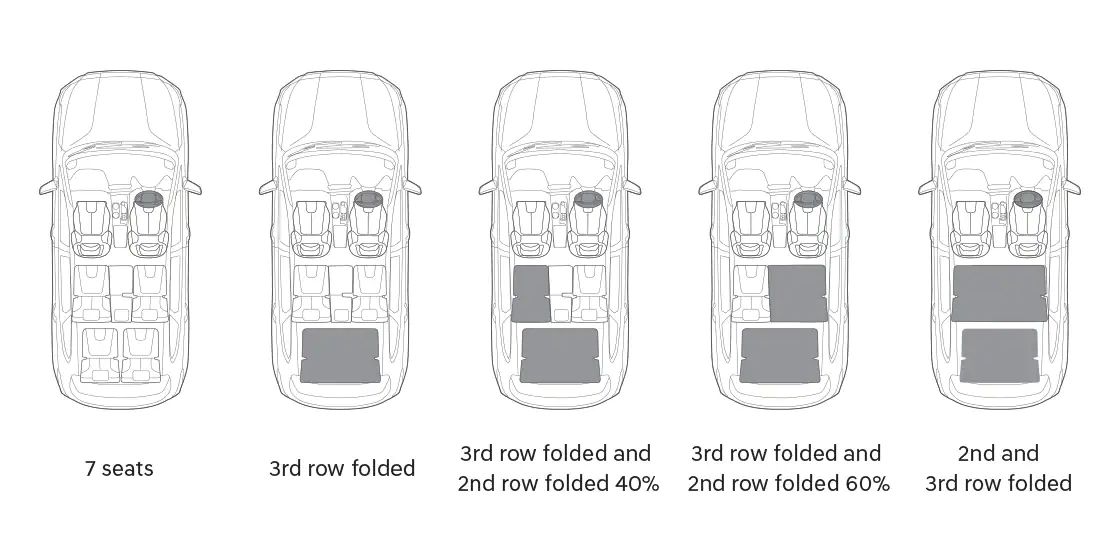 7 seats
3rd row folded
3rd row folded and
2nd row folded 40%
3rd row folded and
2nd row folded 60%
2nd and
3rd row folded